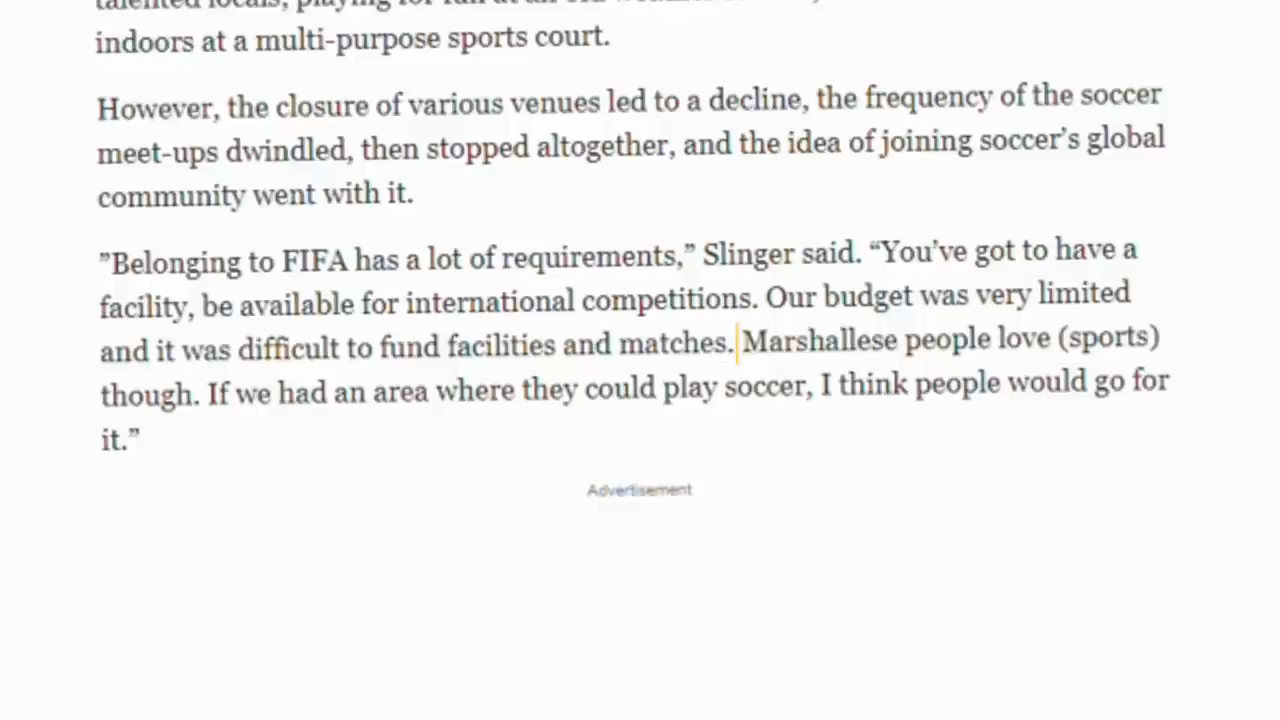 indoors at a multi-purpose sports court.
However, the closure of various venues led to a decline, the frequency of the soccer
meet-ups dwindled, then stopped altogether, and the idea of joining soccer’s global
community went with it.
”Belonging to FIFA has a lot of requirements,” Slinger said. “You’ve got to have a
facility, be available for international competitions. Our budget was very limited
and it was difficult to fund facilities and matches. Marshallese people love (sports)
though. If we had an area where they could play soccer, I think people would go for
it.”
Advertisement